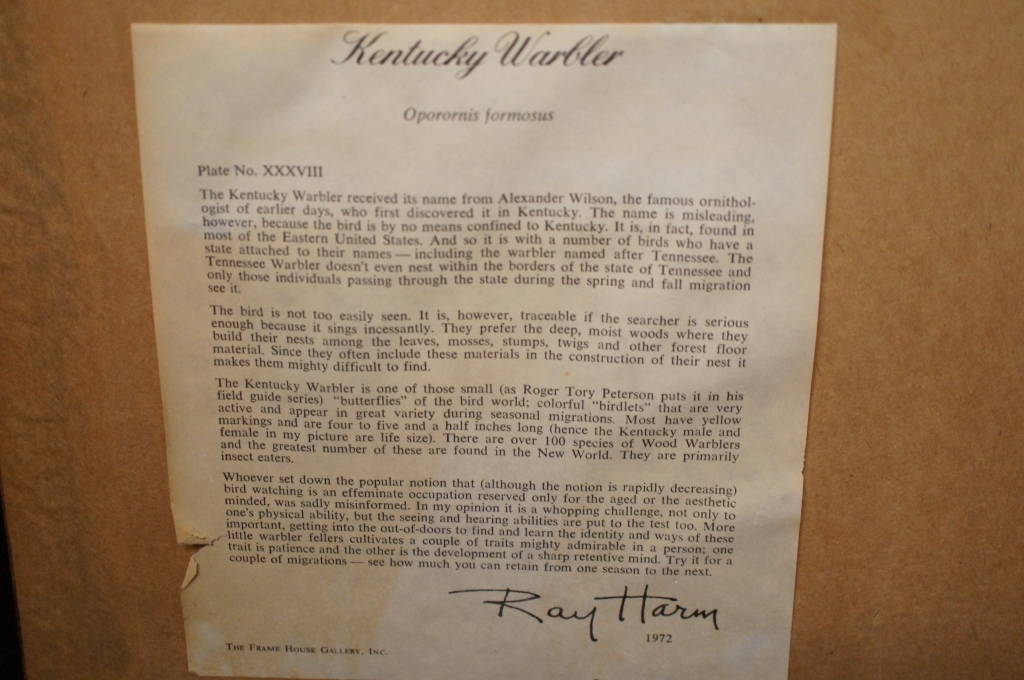 Kentucky Warbler
Oporornis formosus
Plate No. XXXVIII
The Kentucky Warbler received its name from Alexander Wilson, the famous ornithol-
ogist of earlier days, who first discovered it in Kentucky. The name is misleading,
however, because the bird is by no means confined to Kentucky. It is, in fact, found in
most of the Eastern United States. And so it is with a number of birds who have a
state attached to their names — including the warbler named after Tennessee. The
Tennessee Warbler doesn't even nest within the borders of the state of Tennessee and
only those individuals passing through the state during the spring and fall migration
see it.
The bird is not too easily seen. It is, however, traceable if the searcher is serious
enough because it sings incessantly. They prefer the deep, moist woods where they
build their nests among the leaves, mosses, stumps, twigs and other forest floor
material. Since they often include these materials in the construction of their nest it
makes them mighty difficult to find.
The Kentucky Warbler is one of those small (as Roger Tory Peterson puts it in his
field guide series) "butterflies" of the bird world; colorful "birdlets" that are very
active and appear in great variety during seasonal migrations. Most have yellow
markings and are four to five and a half inches long (hence the Kentucky male and
female in my picture are life size). There are over 100 species of Wood Warblers
and the greatest number of these are found in the New World. They are primarily
insect eaters.
Whoever set down the popular notion that (although the notion is rapidly decreasing)
bird watching is an effeminate occupation reserved only for the aged or the aesthetic
minded, was sadly misinformed. In my opinion it is a whopping challenge, not only to
one's physical ability, but the seeing and hearing abilities are put to the test too. More
important, getting into the out-of-doors to find and learn the identity and ways of these
little warbler fellers cultivates a couple of traits mighty admirable in a person; one
trait is patience and the other is the development of a sharp retentive mind. Try it for a
couple of migrations — see how much you can retain from one season to the next.
Ray Harm
1972
The Frame House Gallery, Inc.